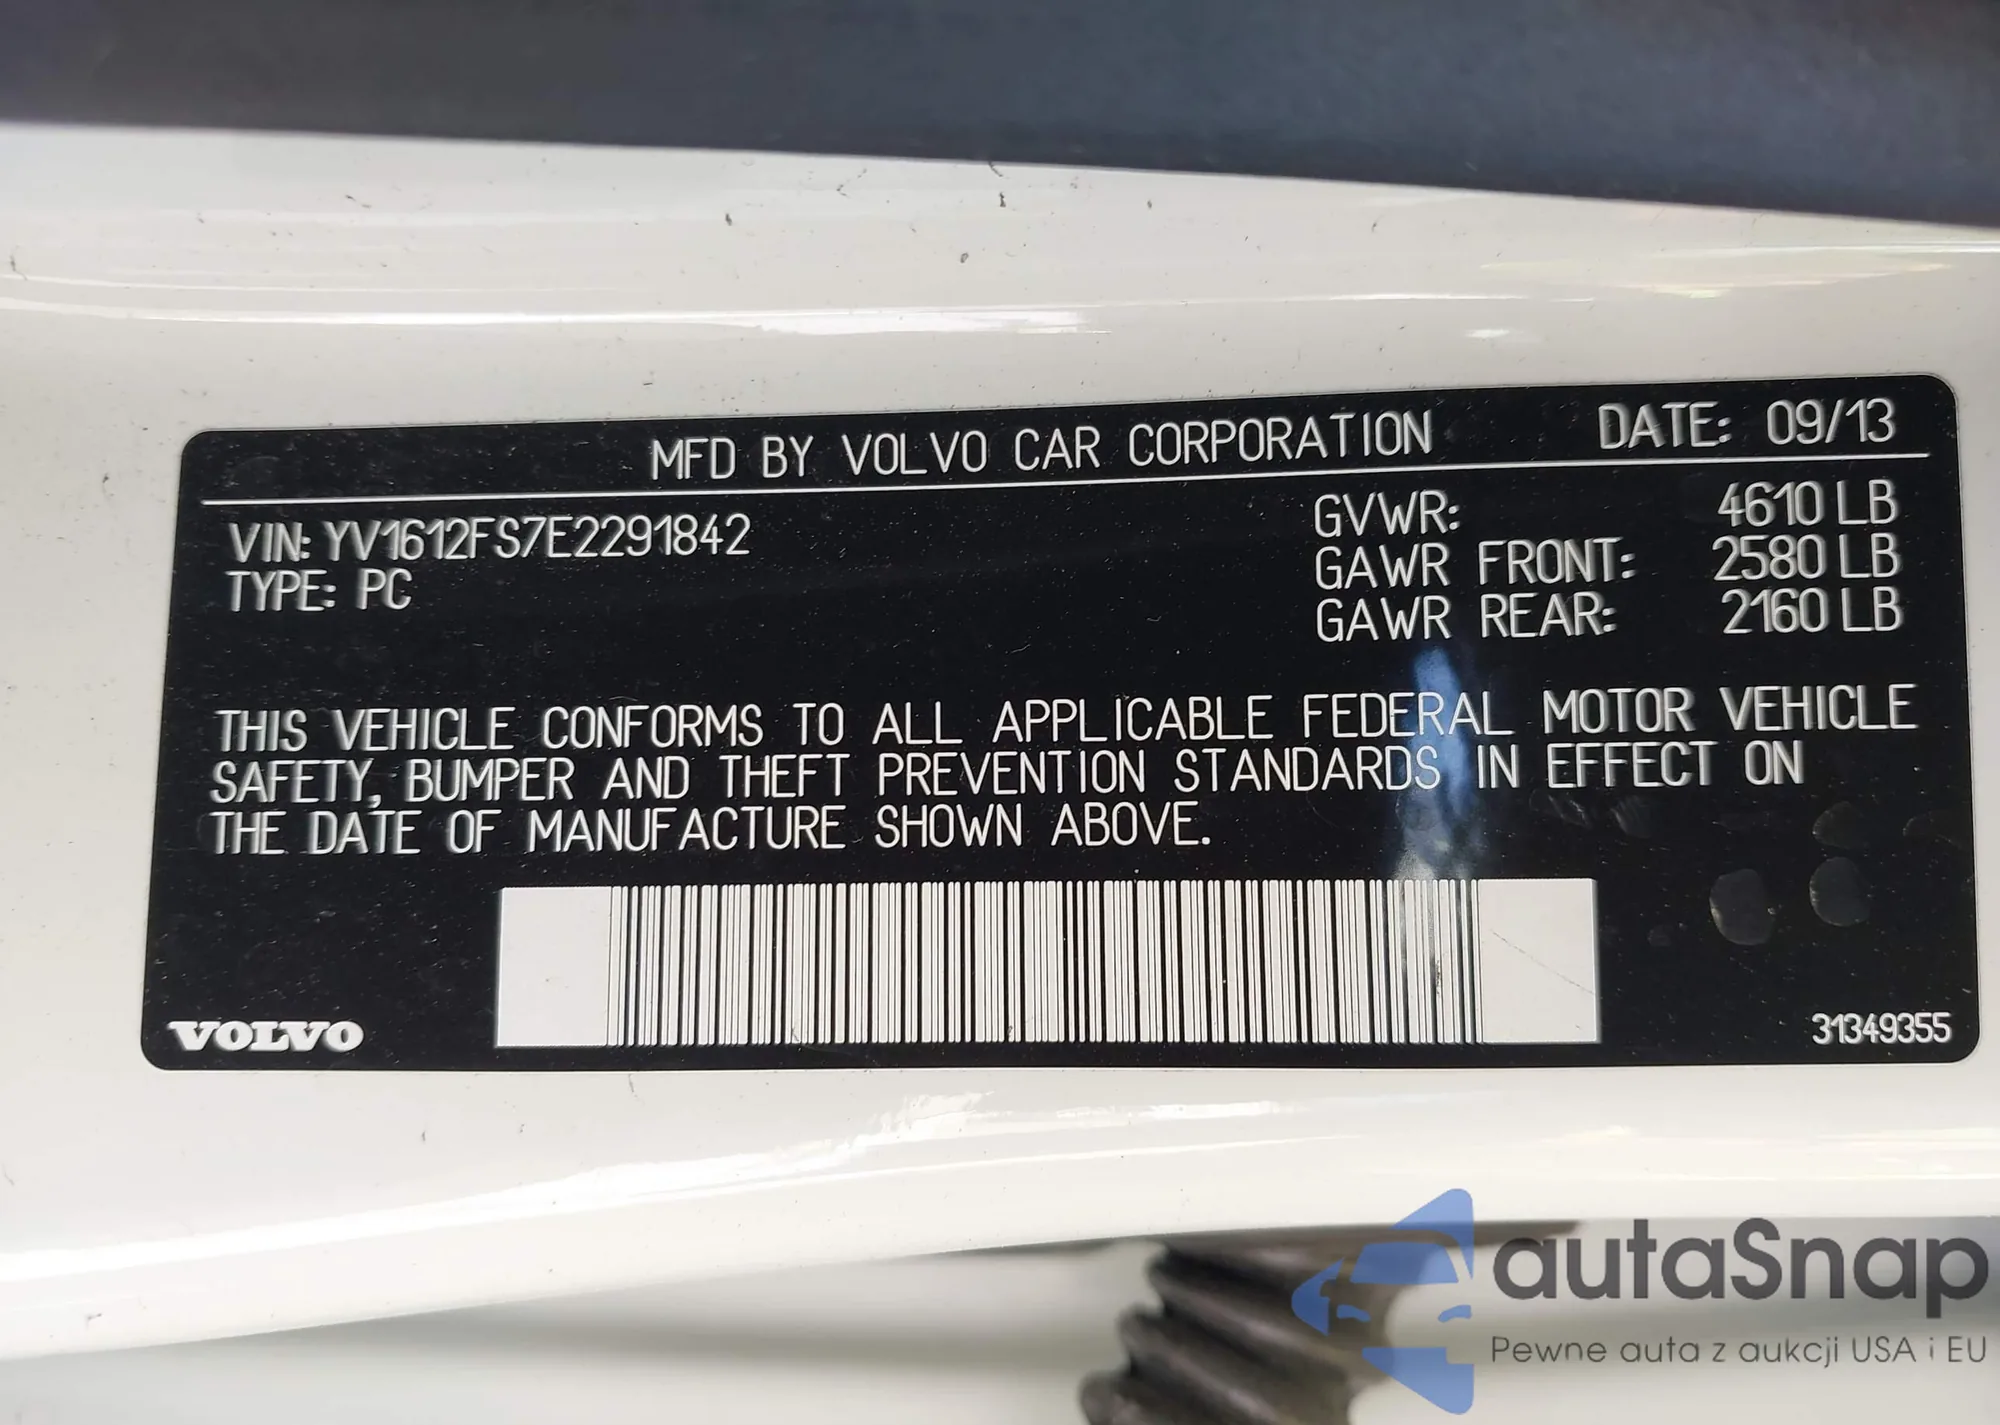 MFD BY VOLVO CAR CORPORATION DATE: 09/13
VIN: YV1612FS7E2291842 GVWR: 4610 LB
TYPE: PC GAWR FRONT: 2580 LB
GAWR REAR: 2160 LB
THIS VEHICLE CONFORMS TO ALL APPLICABLE FEDERAL MOTOR VEHICLE
SAFETY, BUMPER AND THEFT PREVENTION STANDARDS IN EFFECT ON
THE DATE OF MANUFACTURE SHOWN ABOVE.
VOLVO 31349355
autaSnap
Pewne auta z aukcji USA i EU